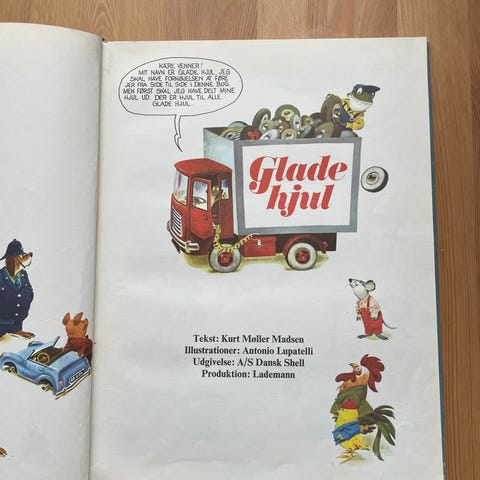 KÆRE VENNER!
MIT NAVN ER GLADE HJUL. JEG
SKAL HAVE FORNØJELSEN AF FØRE
JER FRA SIDE TIL SIDE I DENNE BOG.
MEN FØRST SKAL JEG HAVE DELT MINE
HJUL UD. DER ER HJUL TIL ALLE.
GLADE HJUL.
Glade
hjul
Tekst: Kurt Møller Madsen
Illustrationer: Antonio Lupatelli
Udgivelse: A/S Dansk Shell
Produktion: Lademann